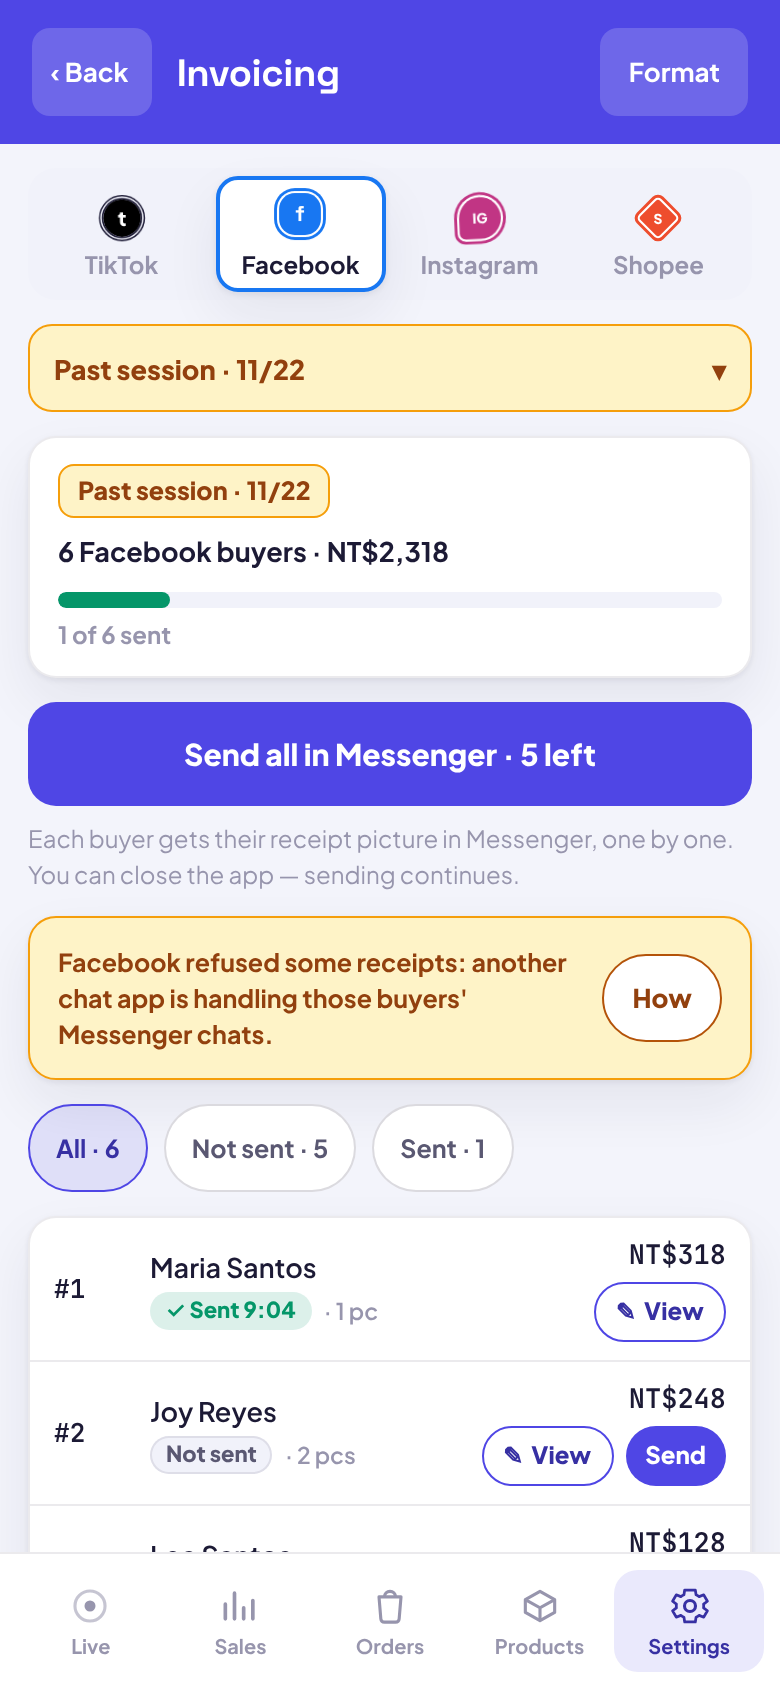 ‹ Back
Invoicing
Format
t
f
IG
S
TikTok
Facebook
Instagram
Shopee
Past session · 11/22
▼
Past session · 11/22
6 Facebook buyers · NT$2,318
1 of 6 sent
Send all in Messenger · 5 left
Each buyer gets their receipt picture in Messenger, one by one.
You can close the app — sending continues.
Facebook refused some receipts: another
chat app is handling those buyers'
Messenger chats.
How
All · 6
Not sent · 5
Sent · 1
#1
Maria Santos
✓ Sent 9:04 · 1 pc
NT$318
✎ View
#2
Joy Reyes
Not sent · 2 pcs
NT$248
✎ View
Send
NT$128
Live
Sales
Orders
Products
Settings